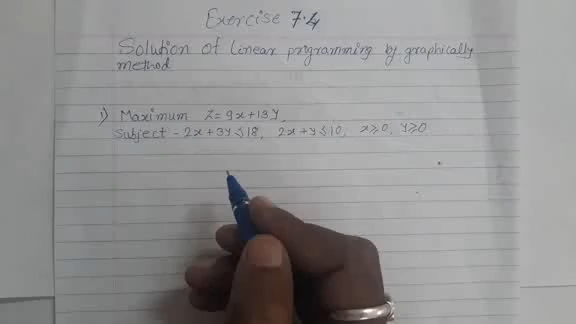 Exercise 7.4
Solution of Linear prigramming by graphically
method
1) Maximum Z = 9x + 13y.
Subject - 2x + 3y ≤ 18, 2x + y ≤ 10, x ≥ 0, y ≥ 0